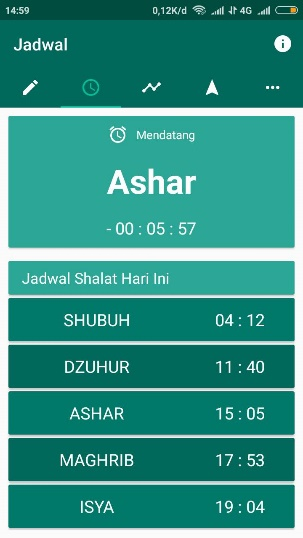 14:59 0,12K/d 4G
Jadwal
Mendatang
Ashar
- 00 : 05 : 57
Jadwal Shalat Hari Ini
SHUBUH 04 : 12
DZUHUR 11 : 40
ASHAR 15 : 05
MAGHRIB 17 : 53
ISYA 19 : 04